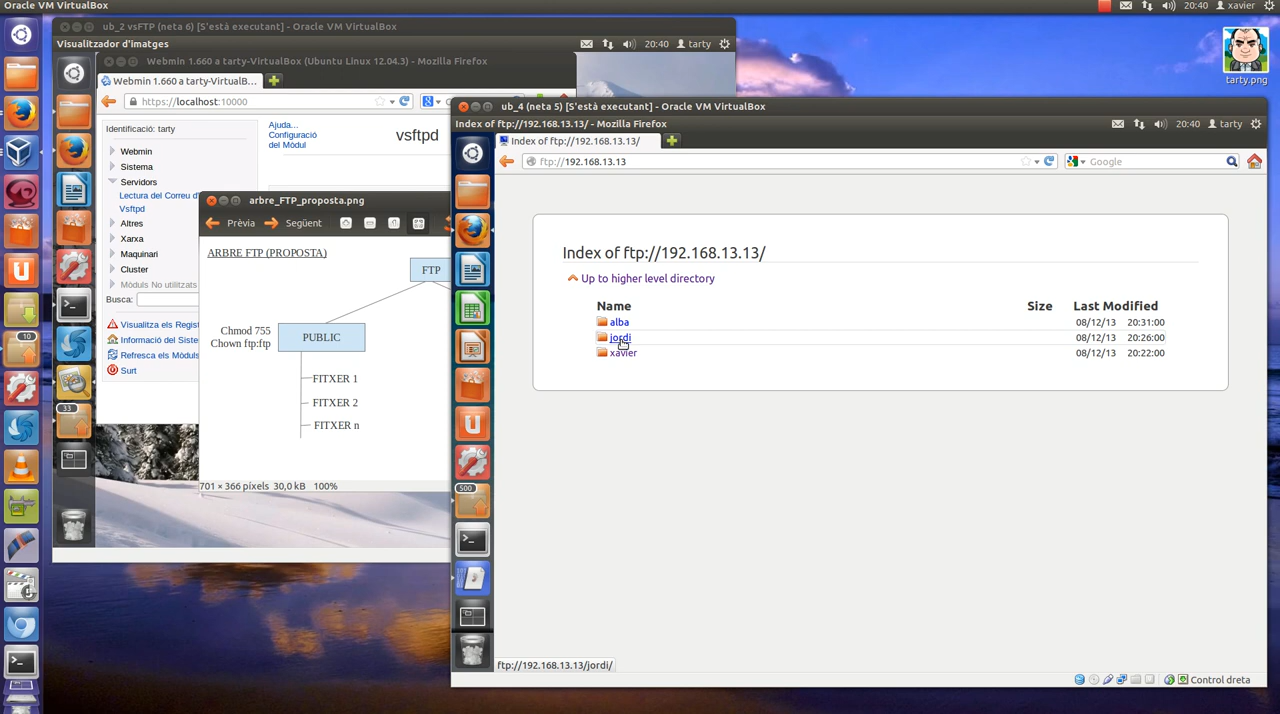 Oracle VM VirtualBox
20:40 xavier
ub_2 vsFTP (neta 6) [S'està executant] - Oracle VM VirtualBox
Visualitzador d'imatges
20:40 tarty
Webmin 1.660 a tarty-VirtualBox (Ubuntu Linux 12.04.3) - Mozilla Firefox
Webmin 1.660 a tarty-VirtualB...
https://localhost:10000
Identificació: tarty
Webmin
Sistema
Servidors
Lectura del Correu d
Vsftpd
Altres
Xarxa
Maquinari
Cluster
Mòduls No utilitzats
Busca:
Visualitza els Regist
Informació del Siste
Refresca els Mòduls
Surt
Ajuda...
Configuració
del Mòdul
vsftpd
arbre_FTP_proposta.png
Prèvia
Següent
ARBRE FTP (PROPOSTA)
FTP
Chmod 755
Chown ftp:ftp
PUBLIC
FITXER 1
FITXER 2
FITXER n
701 × 366 píxels 30,0 kB 100%
10
33
tarty.png
ub_4 (neta 5) [S'està executant] - Oracle VM VirtualBox
Index of ftp://192.168.13.13/ - Mozilla Firefox
20:40 tarty
Index of ftp://192.168.13.13/
ftp://192.168.13.13
Google
Index of ftp://192.168.13.13/
Up to higher level directory
Name Size Last Modified
alba 08/12/13 20:31:00
jordi 08/12/13 20:26:00
xavier 08/12/13 20:22:00
500
ftp://192.168.13.13/jordi/
Control dreta